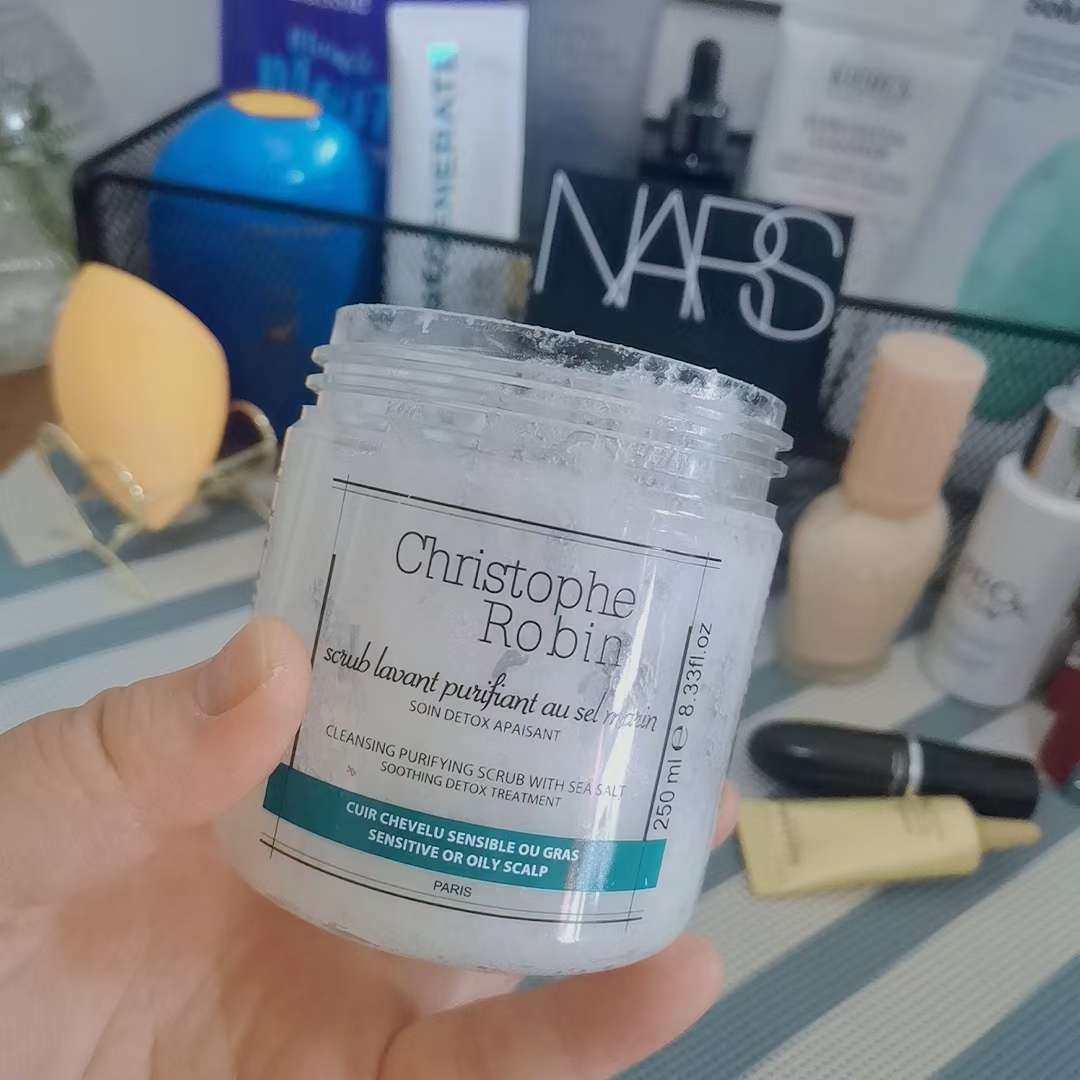 NARS
Christophe
Robin
scrub lavant purifiant au sel marin
SOIN DETOX APAISANT
CLEANSING PURIFYING SCRUB WITH SEA SALT
SOOTHING DETOX TREATMENT
250 ml e 8.33fl.oz
CUIR CHEVELU SENSIBLE OU GRAS
SENSITIVE OR OILY SCALP
PARIS